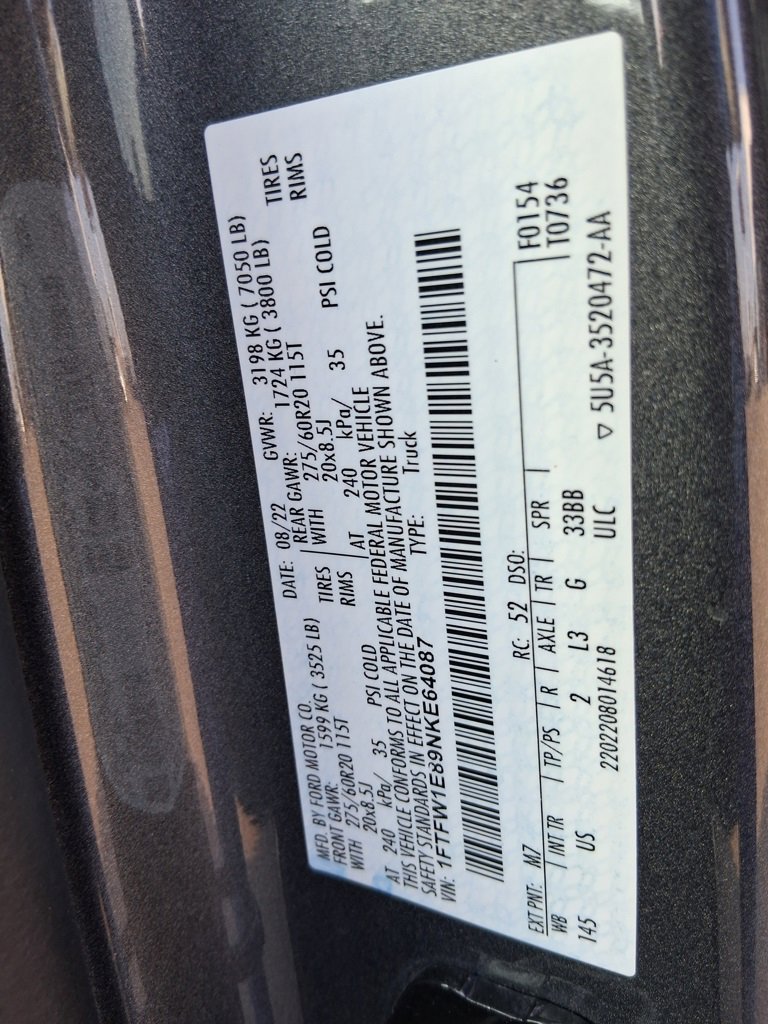 MFD. BY FORD MOTOR CO. DATE: 08/22 GVWR: 3198 KG ( 7050 LB)
FRONT GAWR: 1599 KG ( 3525 LB) REAR GAWR: 1724 KG ( 3800 LB)
WITH 275/60R20 115T TIRES WITH 275/60R20 115T TIRES
20x8.5J RIMS 20x8.5J RIMS
AT 240 kPa/ 35 PSI COLD AT 240 kPa/ 35 PSI COLD
THIS VEHICLE CONFORMS TO ALL APPLICABLE FEDERAL MOTOR VEHICLE
SAFETY STANDARDS IN EFFECT ON THE DATE OF MANUFACTURE SHOWN ABOVE.
VIN: 1FTFW1E89NKE64087 TYPE: Truck
EXT PNT: M7 RC: 52 DSO: F0154
WB INT TR TP/PS R AXLE TR SPR T0736
145 US 2 L3 G 33BB
2202208014618 ULC ▽ 5U5A-3520472-AA